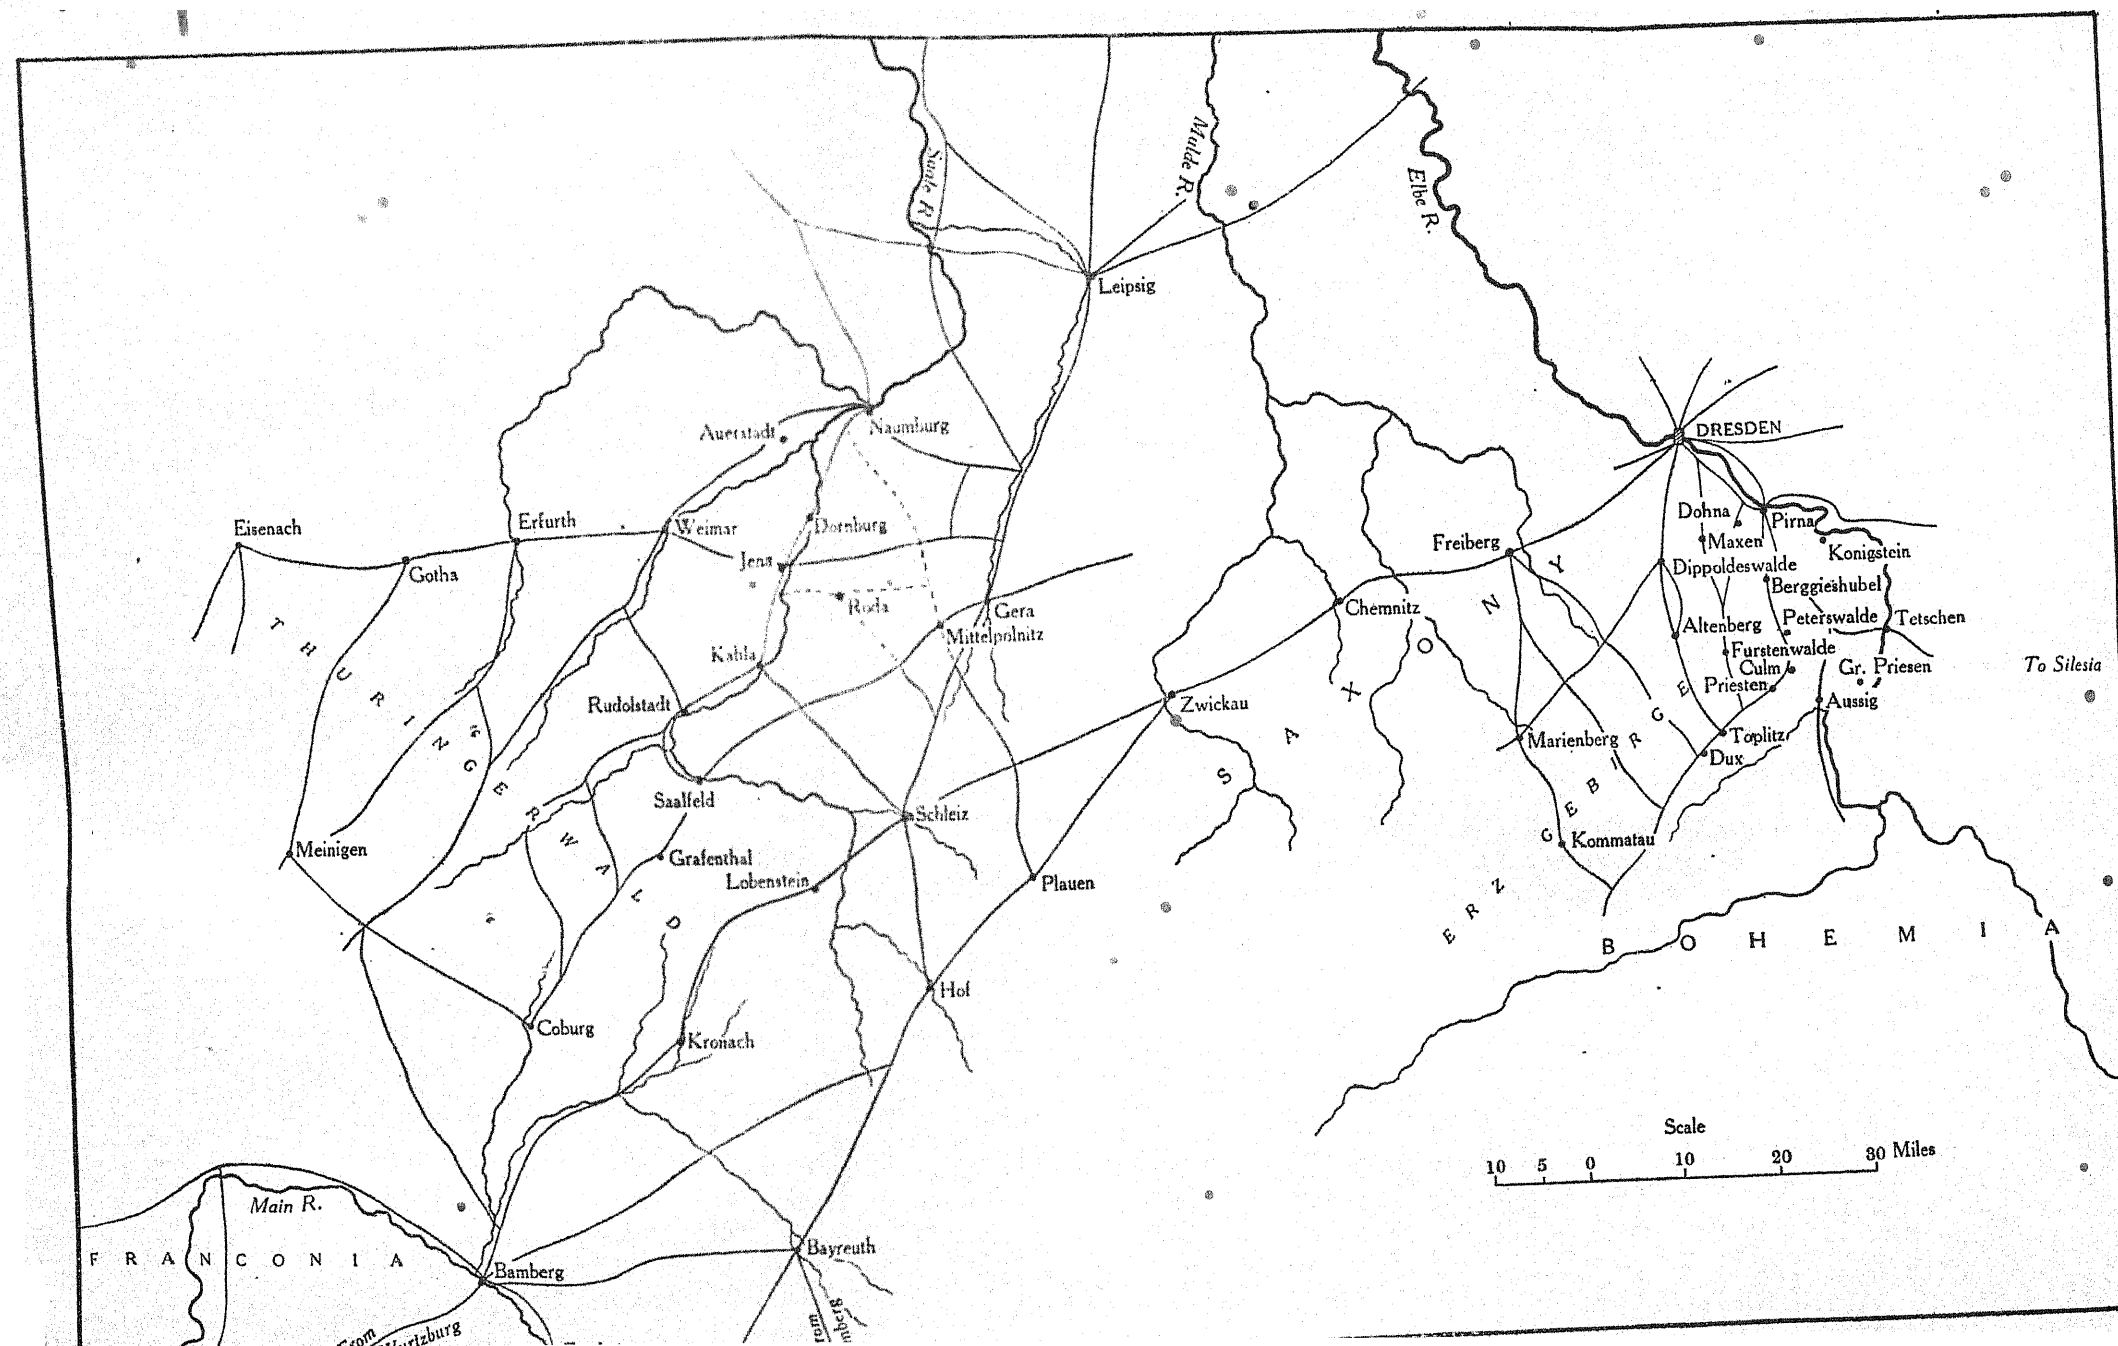 Saale R.
Mulde R.
Elbe R.
Leipsig
DRESDEN
Auerstadt
Naumburg
Eisenach
Erfurth
Weimar
Dornburg
Dohna
Pirna
Gotha
Jena
Freiberg
Maxen
Konigstein
Dippoldeswalde
Berggieshubel
Roda
Gera
Chemnitz
Mittelpolnitz
Altenberg
Peterswalde
Tetschen
Kahla
Furstenwalde
Culm
Gr. Priesen
To Silesia
Priesten
Rudolstadt
Zwickau
Aussig
Marienberg
Toplitz
Dux
THURINGERWALD
SAXONY
ERZ GEBIRGE
Saalfeld
Schleiz
Meinigen
Grafenthal
Lobenstein
Plauen
Kommatau
BOHEMIA
Hof
Coburg
Kronach
Scale
10 5 0 10 20 30 Miles
Main R.
FRANCONIA
Bamberg
Bayreuth